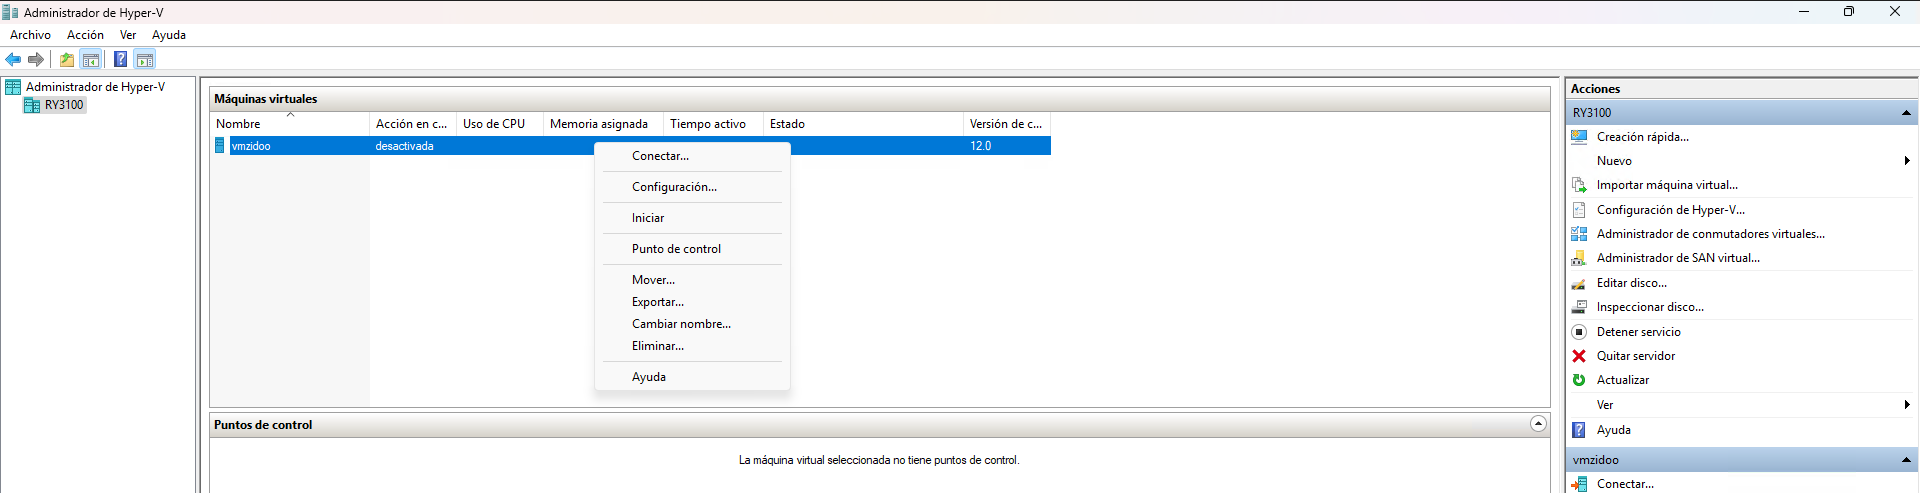 Administrador de Hyper-V
Archivo Acción Ver Ayuda
Administrador de Hyper-V
RY3100
Máquinas virtuales
Nombre Acción en c... Uso de CPU Memoria asignada Tiempo activo Estado Versión de c...
vmzidoo desactivada 12.0
Conectar...
Configuración...
Iniciar
Punto de control
Mover...
Exportar...
Cambiar nombre...
Eliminar...
Ayuda
Puntos de control
La máquina virtual seleccionada no tiene puntos de control.
Acciones
RY3100
Creación rápida...
Nuevo
Importar máquina virtual...
Configuración de Hyper-V...
Administrador de conmutadores virtuales...
Administrador de SAN virtual...
Editar disco...
Inspeccionar disco...
Detener servicio
Quitar servidor
Actualizar
Ver
Ayuda
vmzidoo
Conectar...